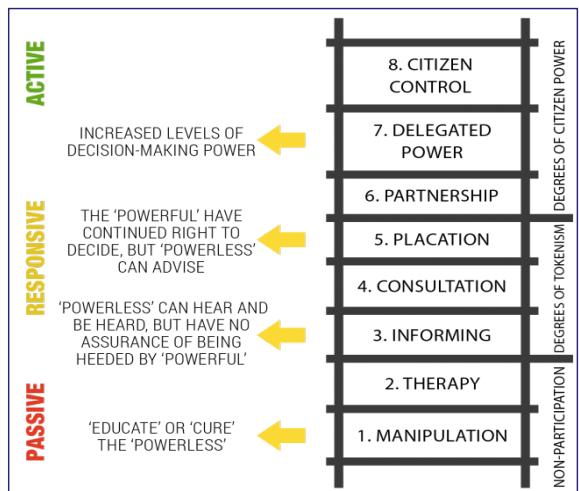 ACTIVE
RESPONSIVE
PASSIVE
INCREASED LEVELS OF
DECISION-MAKING POWER
THE ‘POWERFUL’ HAVE
CONTINUED RIGHT TO
DECIDE, BUT ‘POWERLESS’
CAN ADVISE
‘POWERLESS’ CAN HEAR AND
BE HEARD, BUT HAVE NO
ASSURANCE OF BEING
HEEDED BY ‘POWERFUL’
‘EDUCATE’ OR ‘CURE’
THE ‘POWERLESS’
8. CITIZEN
CONTROL
7. DELEGATED
POWER
6. PARTNERSHIP
5. PLACATION
4. CONSULTATION
3. INFORMING
2. THERAPY
1. MANIPULATION
DEGREES OF CITIZEN POWER
DEGREES OF TOKENISM
NON-PARTICIPATION